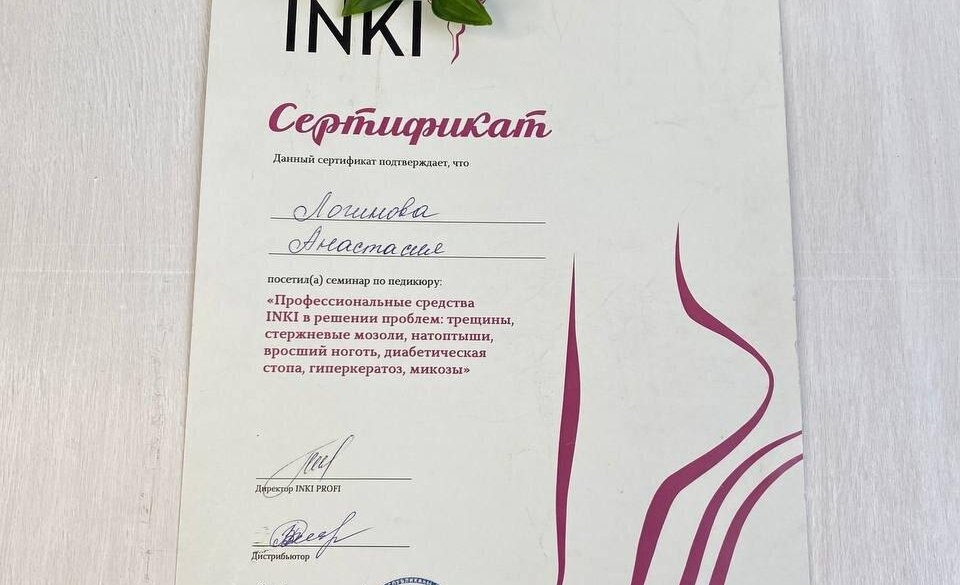 INKI
Сертификат
Данный сертификат подтверждает, что
Логинова
Анастасия
посетил(а) семинар по педикюру:
«Профессиональные средства
INKI в решении проблем: трещины,
стержневые мозоли, натоптыши,
вросший ноготь, диабетическая
стопа, гиперкератоз, микозы»
Директор INKI PROFI
Дистрибьютор